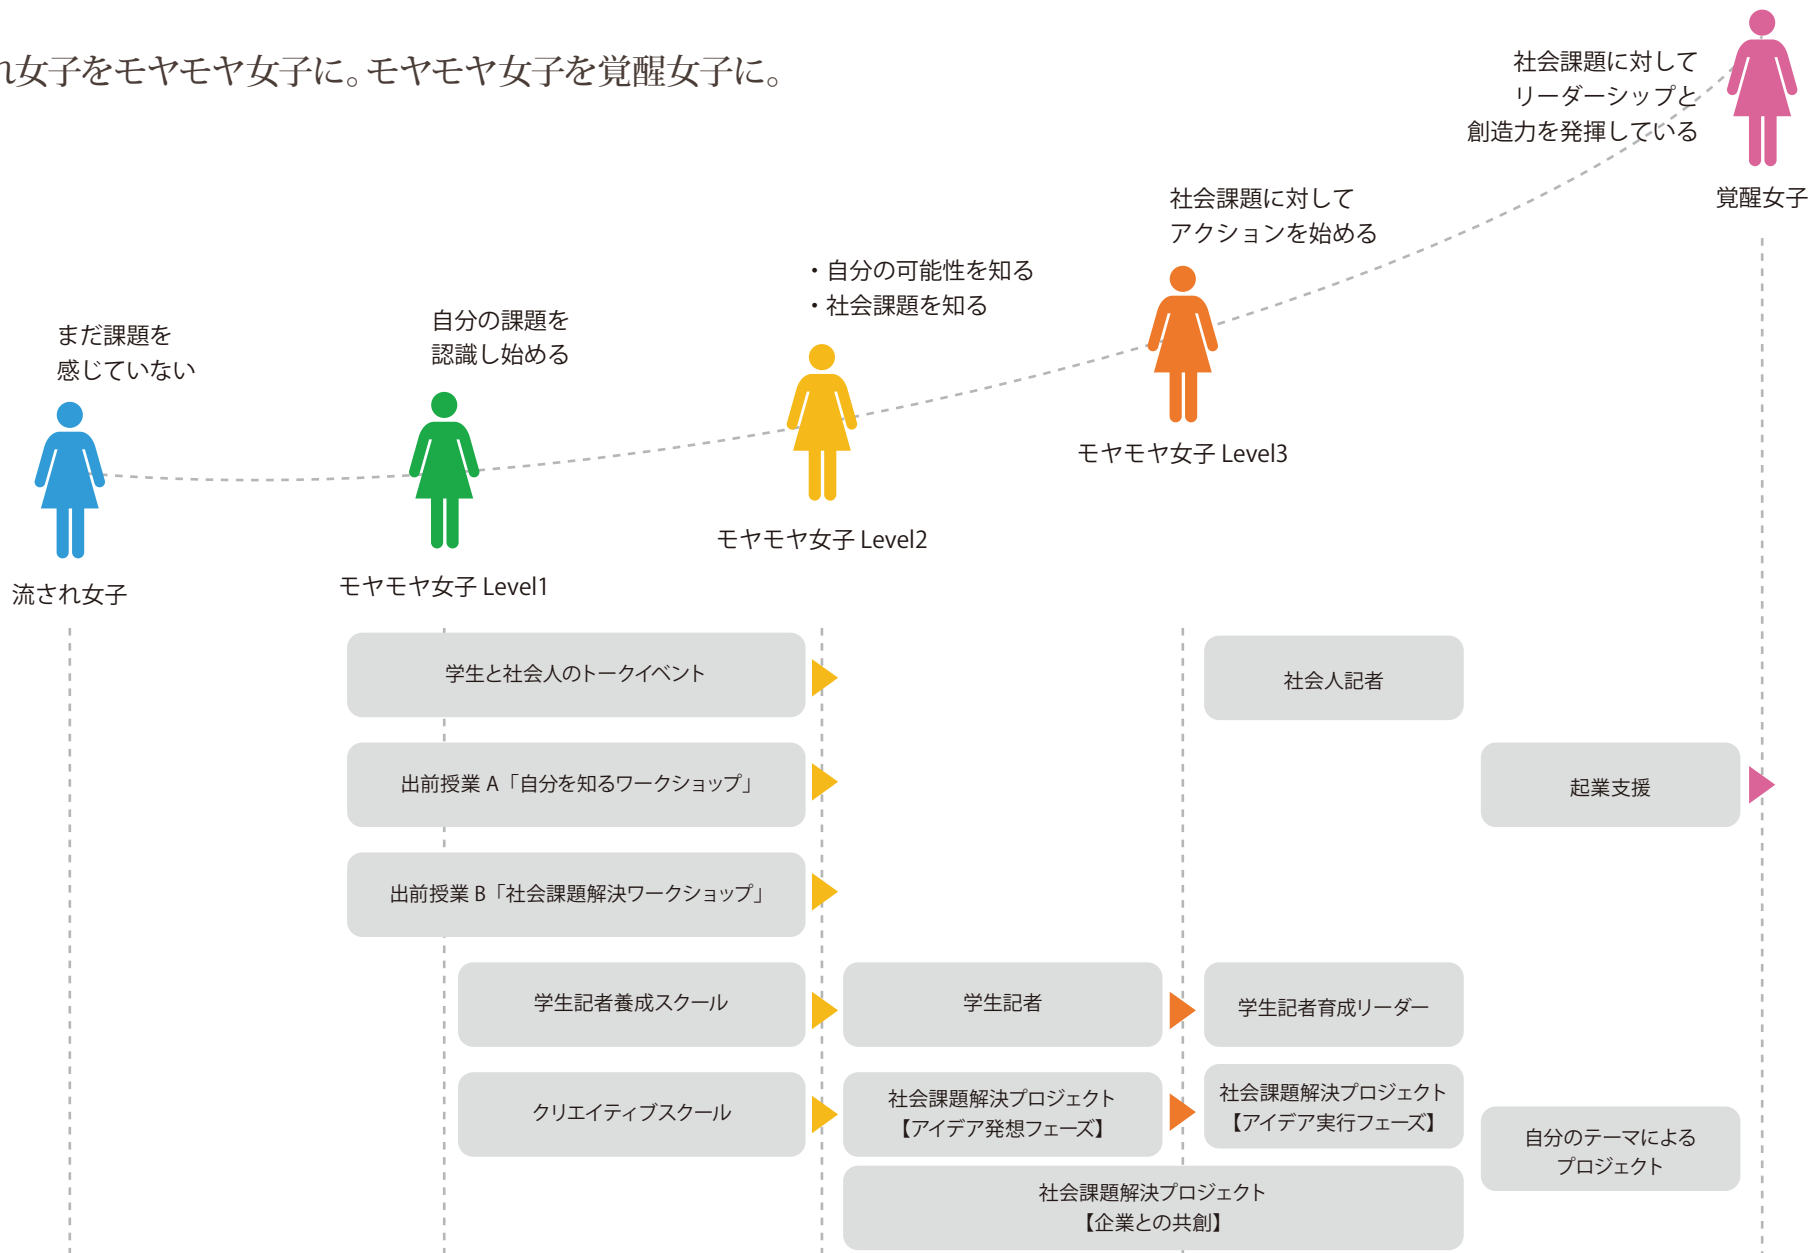 れ女子をモヤモヤ女子に。モヤモヤ女子を覚醒女子に。
社会課題に対して
リーダーシップと
創造力を発揮している
覚醒女子
社会課題に対して
アクションを始める
・自分の可能性を知る
・社会課題を知る
自分の課題を
認識し始める
まだ課題を
感じていない
モヤモヤ女子 Level3
モヤモヤ女子 Level2
モヤモヤ女子 Level1
流され女子
学生と社会人のトークイベント
社会人記者
出前授業 A「自分を知るワークショップ」
起業支援
出前授業 B「社会課題解決ワークショップ」
学生記者養成スクール
学生記者
学生記者育成リーダー
クリエイティブスクール
社会課題解決プロジェクト
【アイデア発想フェーズ】
社会課題解決プロジェクト
【アイデア実行フェーズ】
自分のテーマによる
プロジェクト
社会課題解決プロジェクト
【企業との共創】